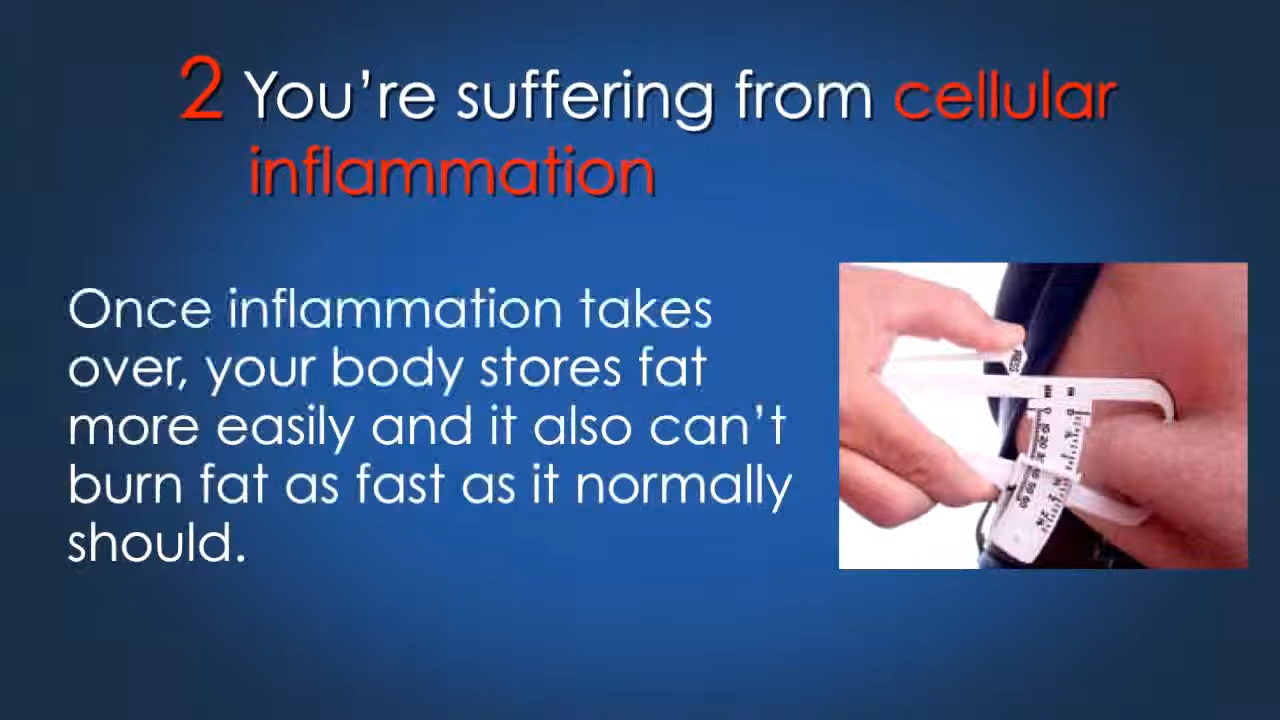 2 You're suffering from cellular
inflammation
Once inflammation takes
over, your body stores fat
more easily and it also can't
burn fat as fast as it normally
should.